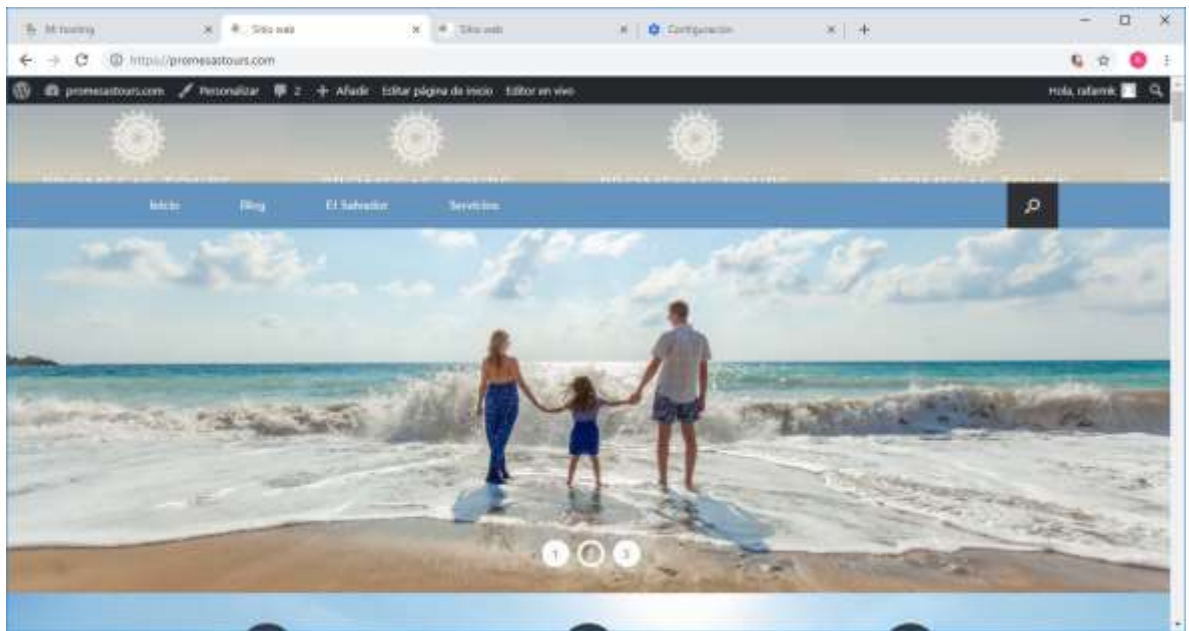 Mi hosting
Sitio web
Sitio web
Configuración
https://promesastours.com
promesastours.com Personalizar 2 Añadir Editar página de inicio Editor en vivo
Hola, rafamik
Inicio Blog El Salvador Servicios
1 2 3